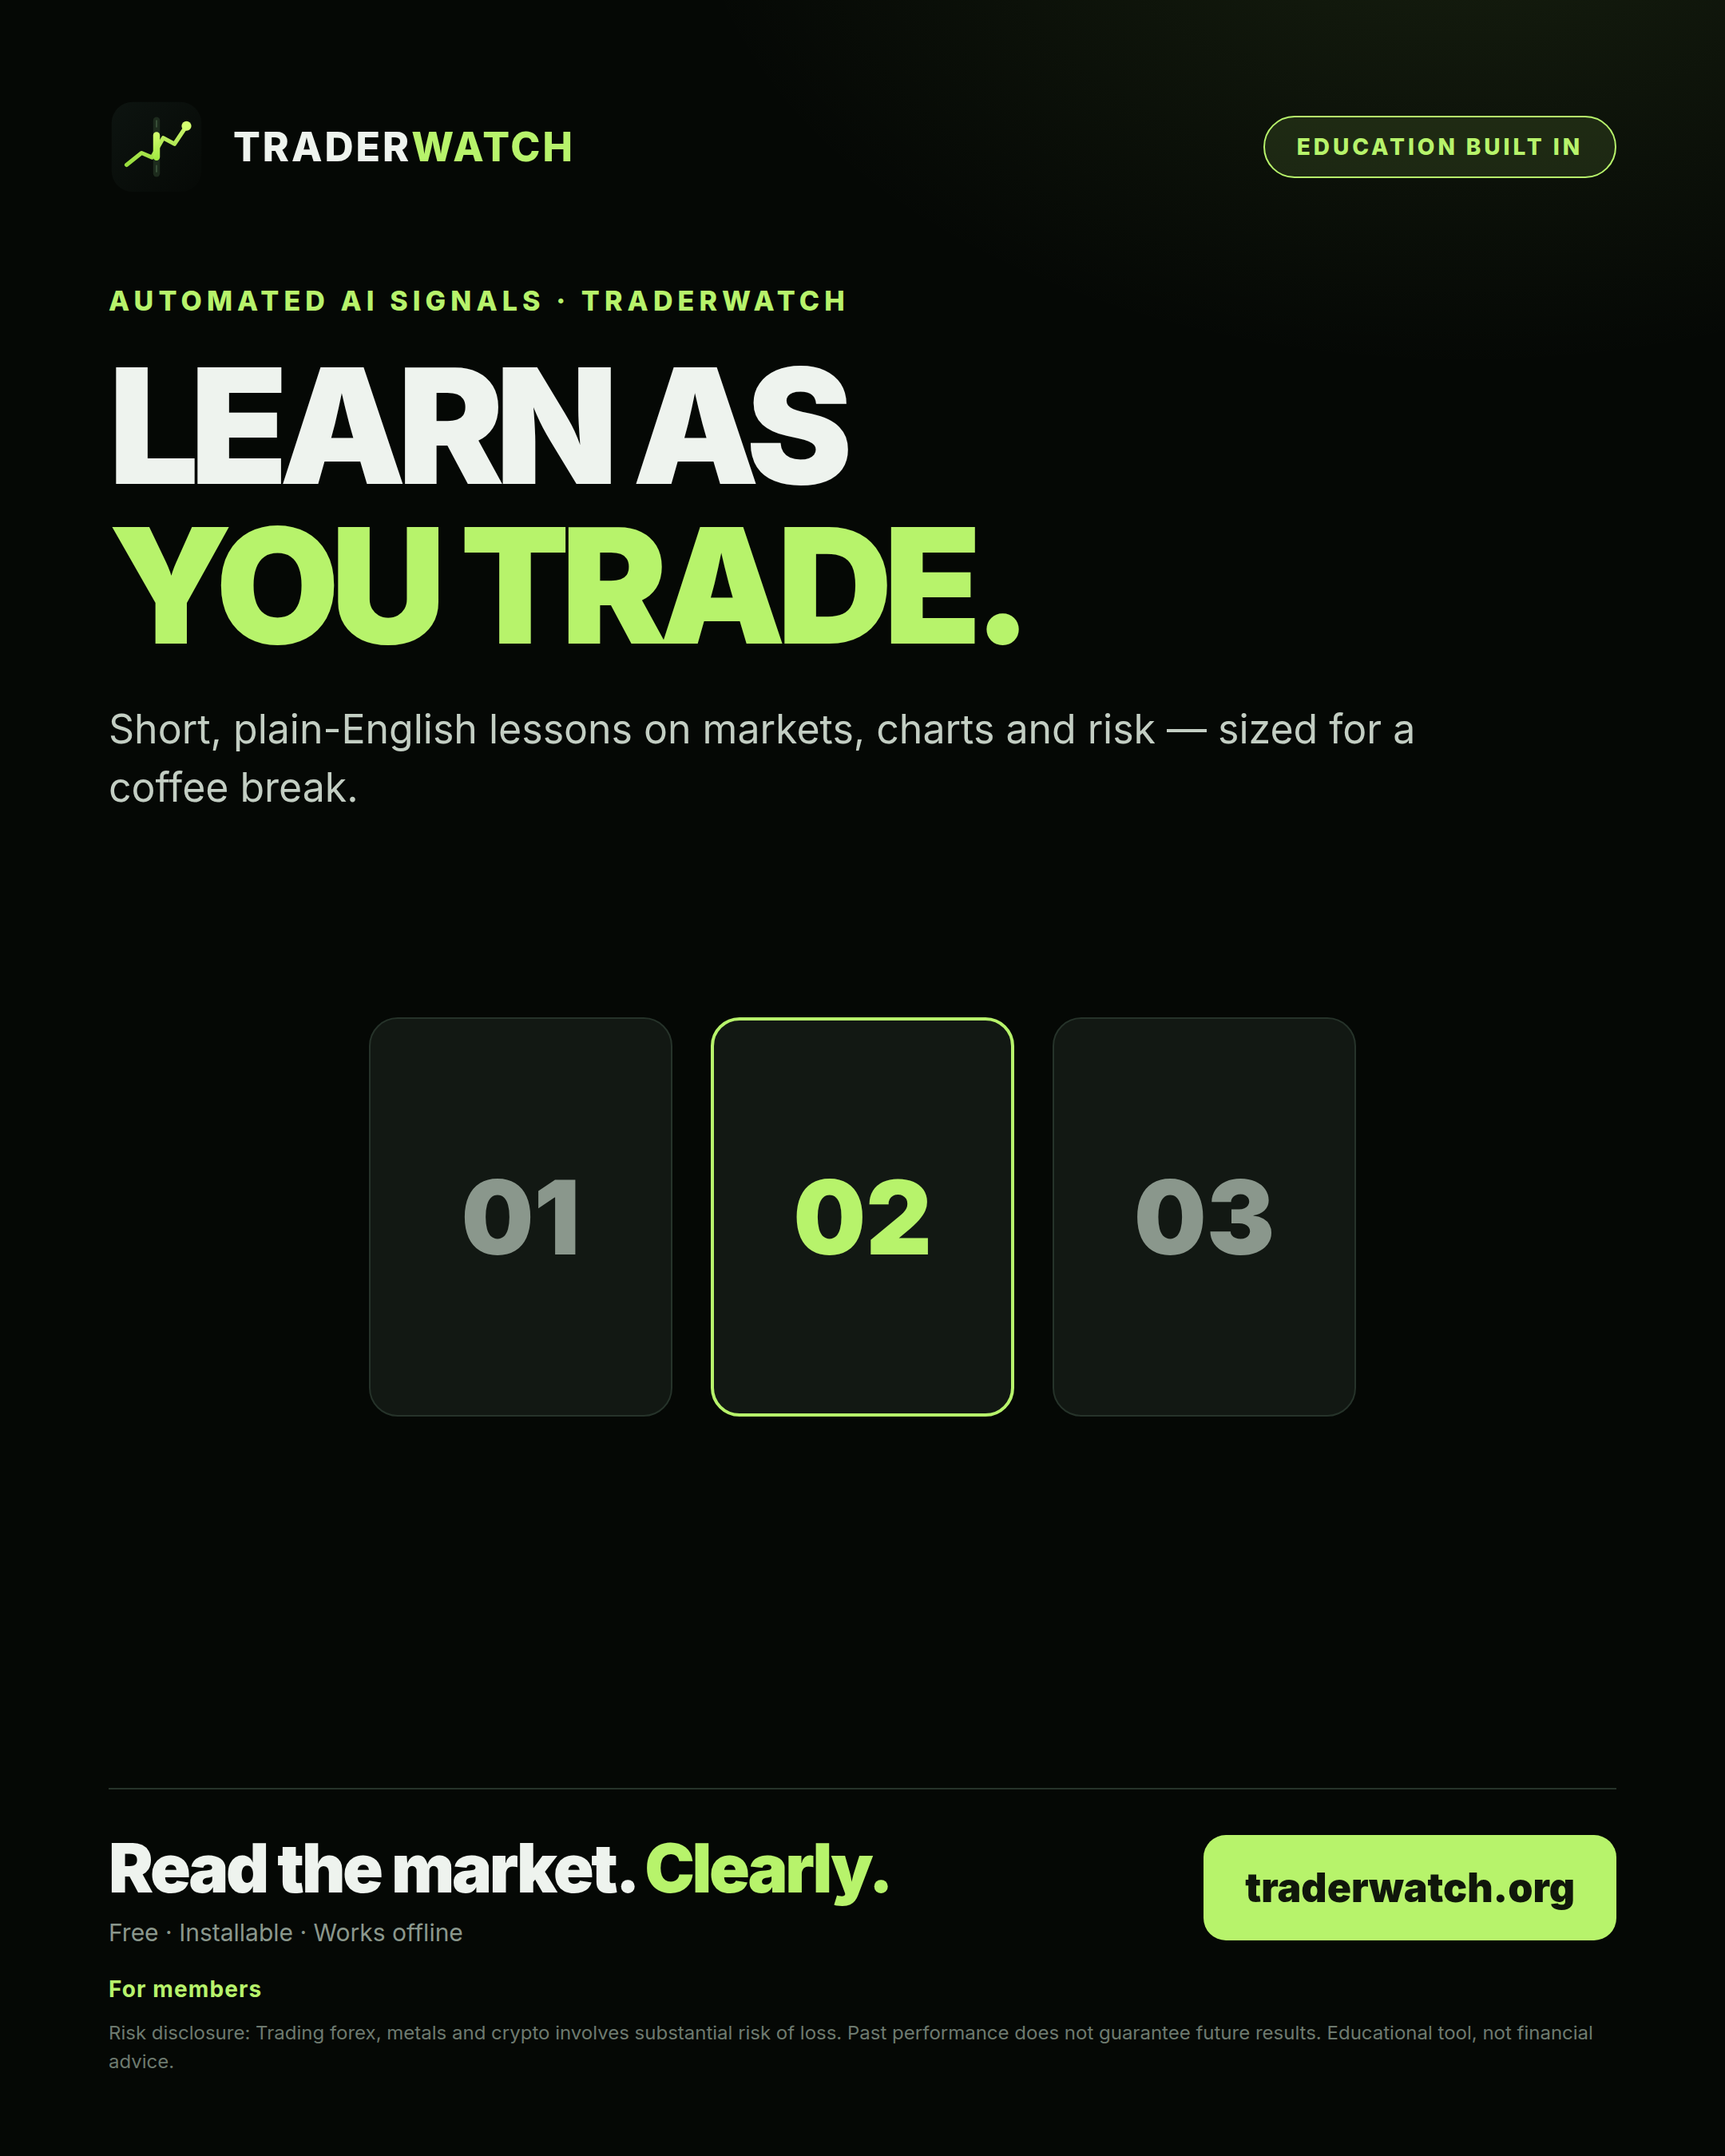 TRADERWATCH
EDUCATION BUILT IN
AUTOMATED AI SIGNALS · TRADERWATCH
LEARN AS
YOU TRADE.
Short, plain-English lessons on markets, charts and risk — sized for a
coffee break.
01
02
03
Read the market. Clearly.
traderwatch.org
Free · Installable · Works offline
For members
Risk disclosure: Trading forex, metals and crypto involves substantial risk of loss. Past performance does not guarantee future results. Educational tool, not financial
advice.